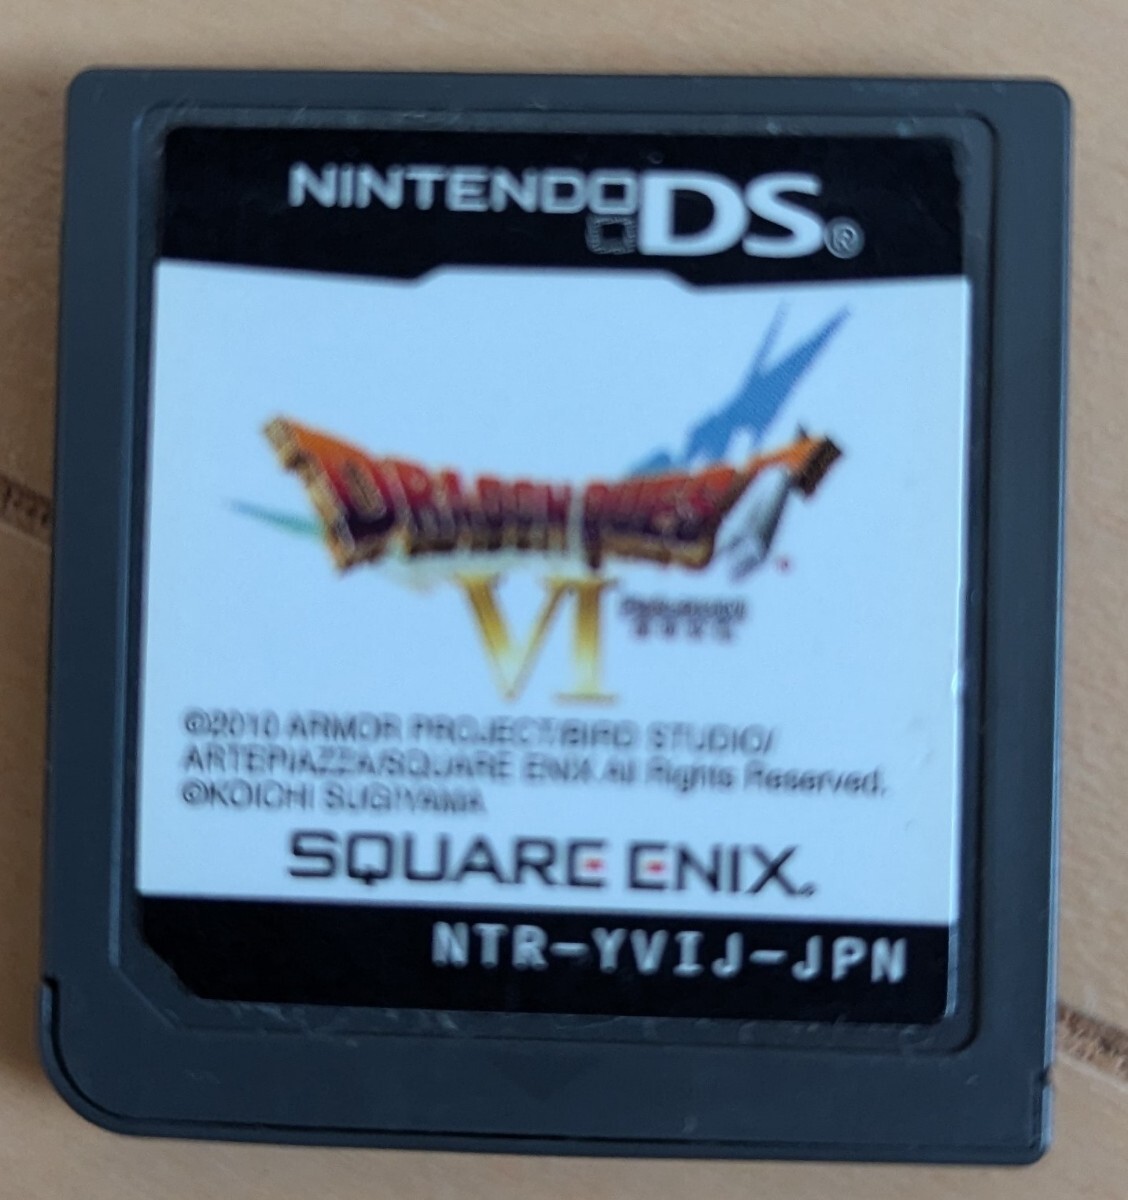 NINTENDO DS®
DRAGON QUEST
VI
©2010 ARMOR PROJECT/BIRD STUDIO/
ARTEPIAZZA/SQUARE ENIX All Rights Reserved.
©KOICHI SUGIYAMA
SQUARE ENIX.
NTR-YVIJ-JPN